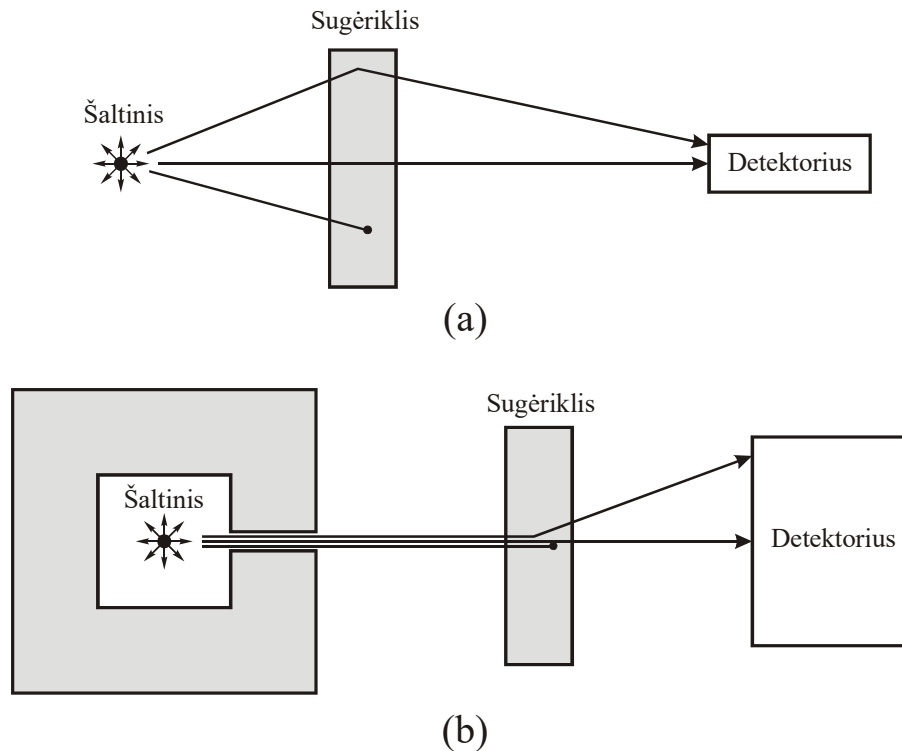 Sugėriklis
Šaltinis
Detektorius
(a)
Sugėriklis
Šaltinis
Detektorius
(b)